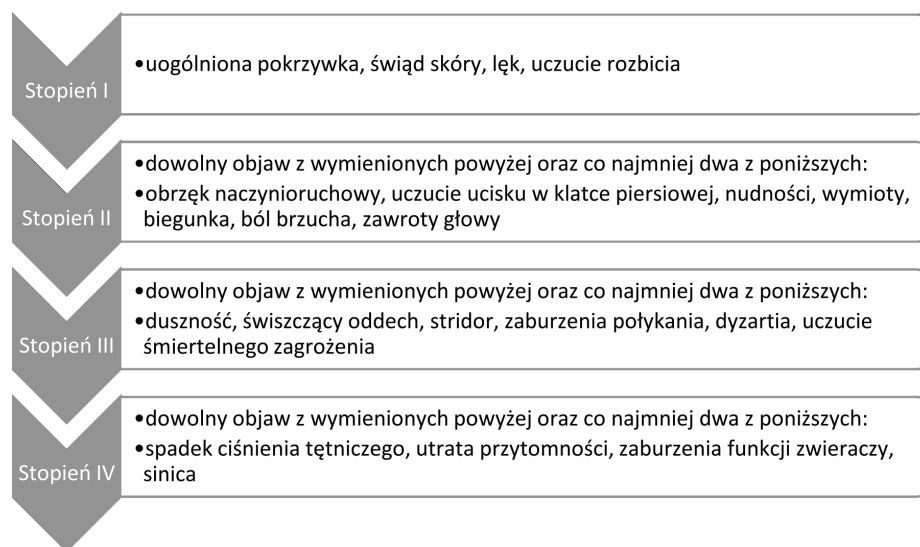 Stopień I
•uogólniona pokrzywka, świąd skóry, lęk, uczucie rozbicia
Stopień II
•dowolny objaw z wymienionych powyżej oraz co najmniej dwa z poniższych:
•obrzęk naczynioruchowy, uczucie ucisku w klatce piersiowej, nudności, wymioty,
biegunka, ból brzucha, zawroty głowy
Stopień III
•dowolny objaw z wymienionych powyżej oraz co najmniej dwa z poniższych:
•duszność, świszczący oddech, stridor, zaburzenia połykania, dyzartia, uczucie
śmiertelnego zagrożenia
Stopień IV
•dowolny objaw z wymienionych powyżej oraz co najmniej dwa z poniższych:
•spadek ciśnienia tętniczego, utrata przytomności, zaburzenia funkcji zwieraczy,
sinica